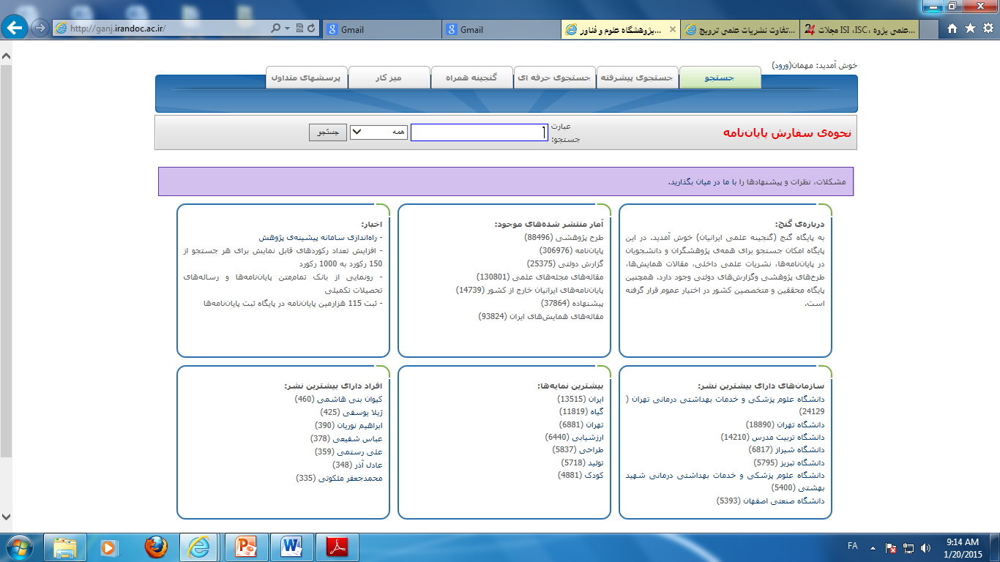 http://ganj.irandoc.ac.ir/
Gmail
Gmail
پژوهشگاه علوم و فناور...
تفاوت نشریات علمی ترویج...
مجلات ISI ،ISC، علمی پژوه...
خوش آمدید: مهمان(ورود)
جستجو
جستجوی پیشرفته
جستجوی حرفه ای
گنجینه همراه
میز کار
پرسشهای متداول
نحوه‌ی سفارش پایان‌نامه
عبارت
جستجو:
همه
جستجو
مشکلات، نظرات و پیشنهادها را با ما در میان بگذارید.
درباره‌ی گنج:
به پایگاه گنج (گنجینه علمی ایرانیان) خوش آمدید. در این
پایگاه امکان جستجو برای همه‌ی پژوهشگران و دانشجویان
در پایان‌نامه‌ها، نشریات علمی داخلی، مقالات همایش‌ها،
طرح‌های پژوهشی وگزارش‌های دولتی وجود دارد. همچنین
پایگاه محققین و متخصصین کشور در اختیار عموم قرار گرفته
است.
آمار منتشر شده‌های موجود:
طرح پژوهشی (88496)
پایان‌نامه (306976)
گزارش دولتی (25375)
مقاله‌های مجله‌های علمی (130801)
پایان‌نامه‌های ایرانیان خارج از کشور (14739)
پیشنهاده (37864)
مقاله‌های همایش‌های ایران (93824)
اخبار:
- راه‌اندازی سامانه پیشینه‌ی پژوهش
- افزایش تعداد رکوردهای قابل نمایش برای هر جستجو از
150 رکورد به 1000 رکورد
- رونمایی از بانک تمام‌متن پایان‌نامه‌ها و رساله‌های
تحصیلات تکمیلی
- ثبت 115 هزارمین پایان‌نامه در پایگاه ثبت پایان‌نامه‌ها
سازمان‌های دارای بیشترین نشر:
دانشگاه علوم پزشکی و خدمات بهداشتی درمانی تهران (
24129)
دانشگاه تهران (18890)
دانشگاه تربیت مدرس (14210)
دانشگاه شیراز (6817)
دانشگاه تبریز (5795)
دانشگاه علوم پزشکی و خدمات بهداشتی درمانی شهید
بهشتی (5400)
دانشگاه صنعتی اصفهان (5393)
بیشترین نمایه‌ها:
ایران (13515)
گیاه (11819)
تهران (6881)
ارزشیابی (6440)
طراحی (5837)
تولید (5718)
کودک (4881)
افراد دارای بیشترین نشر:
کیوان بنی هاشمی (460)
ژیلا یوسفی (425)
ابراهیم نوریان (390)
عباس شفیعی (378)
علی رستمی (359)
عادل آذر (348)
محمدجعفر ملکوتی (335)
FA
9:14 AM
1/20/2015